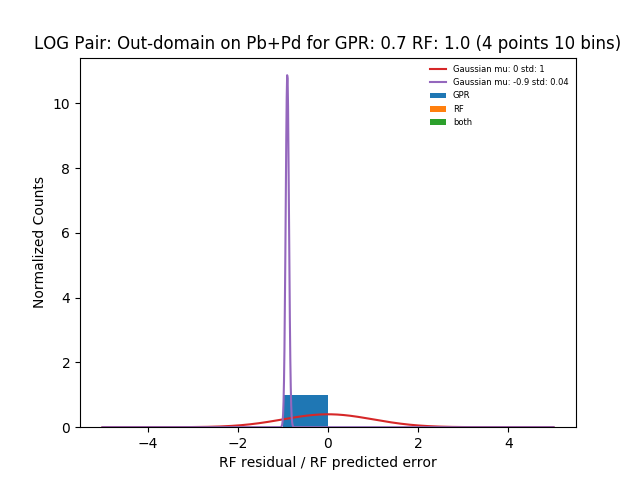 LOG Pair: Out-domain on Pb+Pd for GPR: 0.7 RF: 1.0 (4 points 10 bins)
Gaussian mu: 0 std: 1
Gaussian mu: -0.9 std: 0.04
GPR
RF
both
Normalized Counts
10
8
6
4
2
0
−4
−2
0
2
4
RF residual / RF predicted error